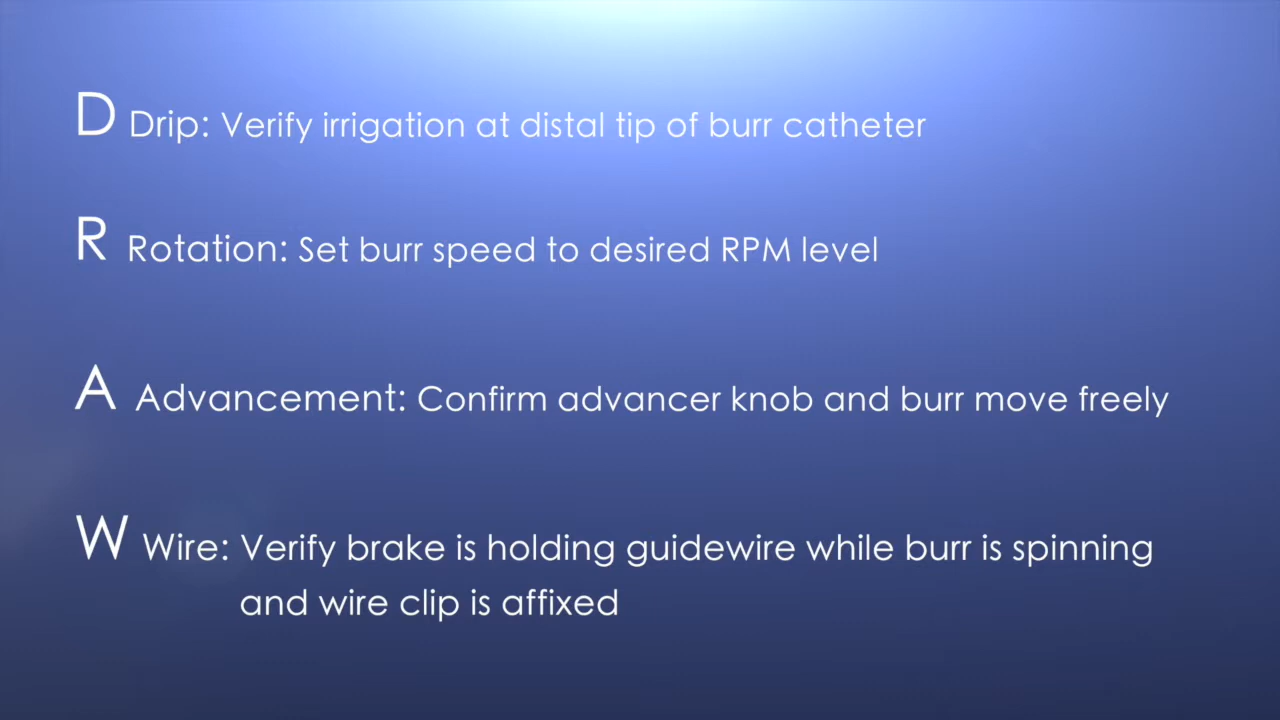 D Drip: Verify irrigation at distal tip of burr catheter
R Rotation: Set burr speed to desired RPM level
A Advancement: Confirm advancer knob and burr move freely
W Wire: Verify brake is holding guidewire while burr is spinning
and wire clip is affixed